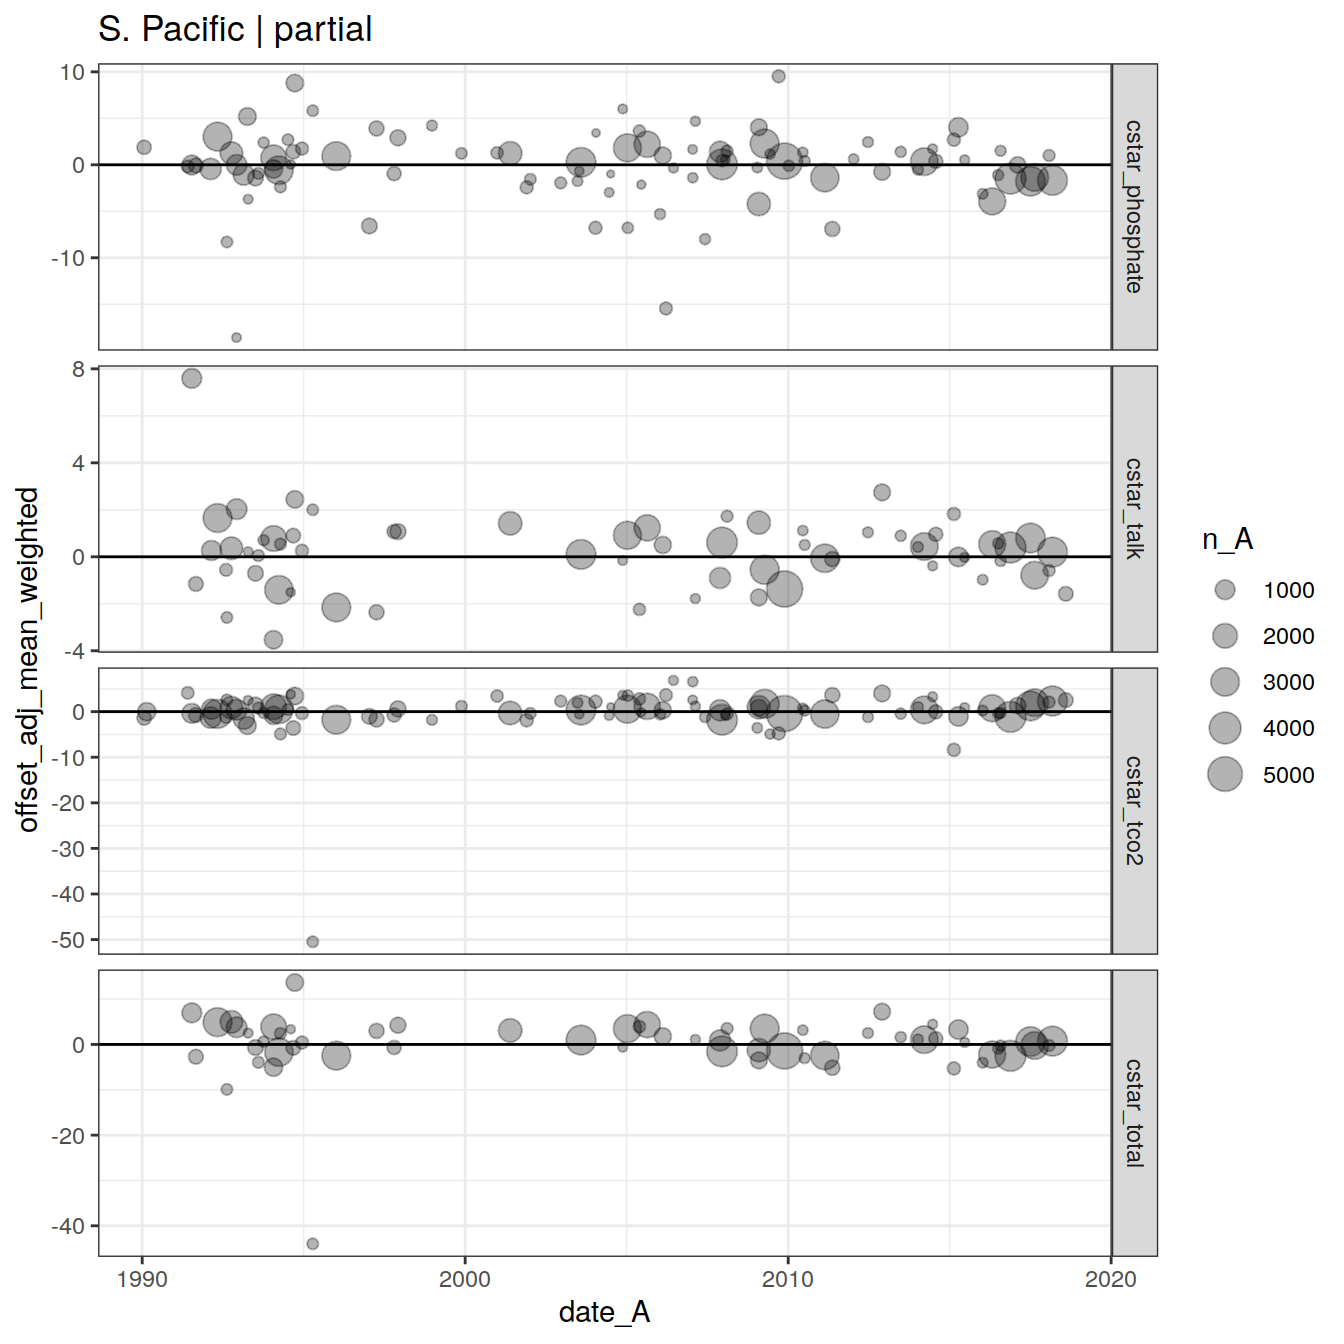 S. Pacific | partial
10
0
-10
cstar_phosphate
8
4
0
-4
cstar_talk
0
-10
-20
-30
-40
-50
cstar_tco2
0
-20
-40
cstar_total
1990 2000 2010 2020
date_A
offset_adj_mean_weighted
n_A
1000
2000
3000
4000
5000